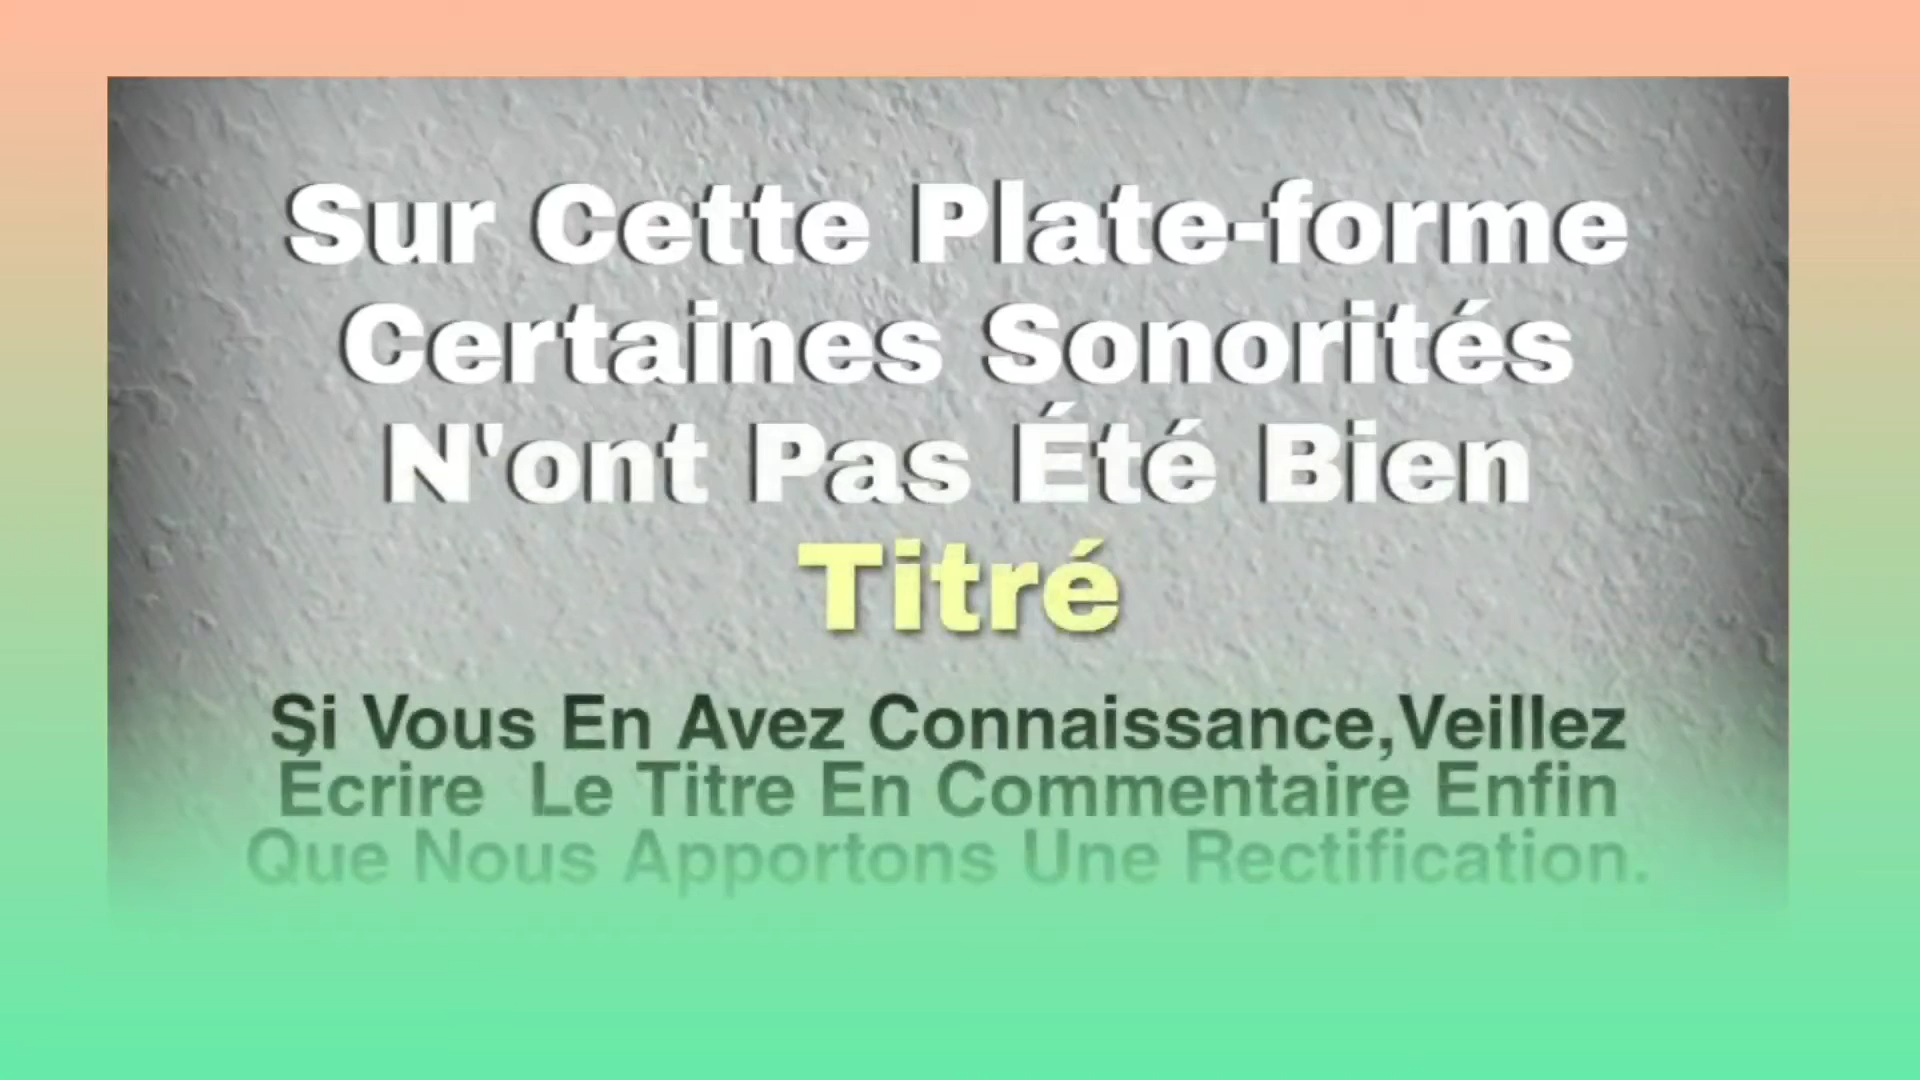 Sur Cette Plate-forme
Certaines Sonorités
N'ont Pas Été Bien
Titré
Si Vous En Avez Connaissance,Veillez
Écrire Le Titre En Commentaire Enfin
Que Nous Apportons Une Rectification.